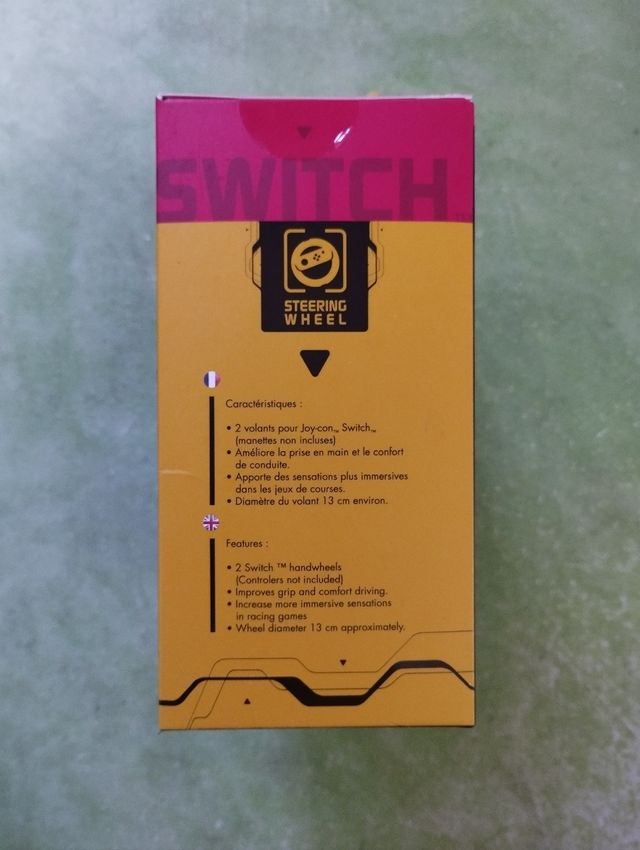 SWITCH™
STEERING
WHEEL
Caractéristiques :
• 2 volants pour Joy-con™ Switch™
(manettes non incluses)
• Améliore la prise en main et le confort
de conduite.
• Apporte des sensations plus immersives
dans les jeux de courses.
• Diamètre du volant 13 cm environ.
Features :
• 2 Switch ™ handwheels
(Controlers not included)
• Improves grip and comfort driving.
• Increase more immersive sensations
in racing games
• Wheel diameter 13 cm approximately.